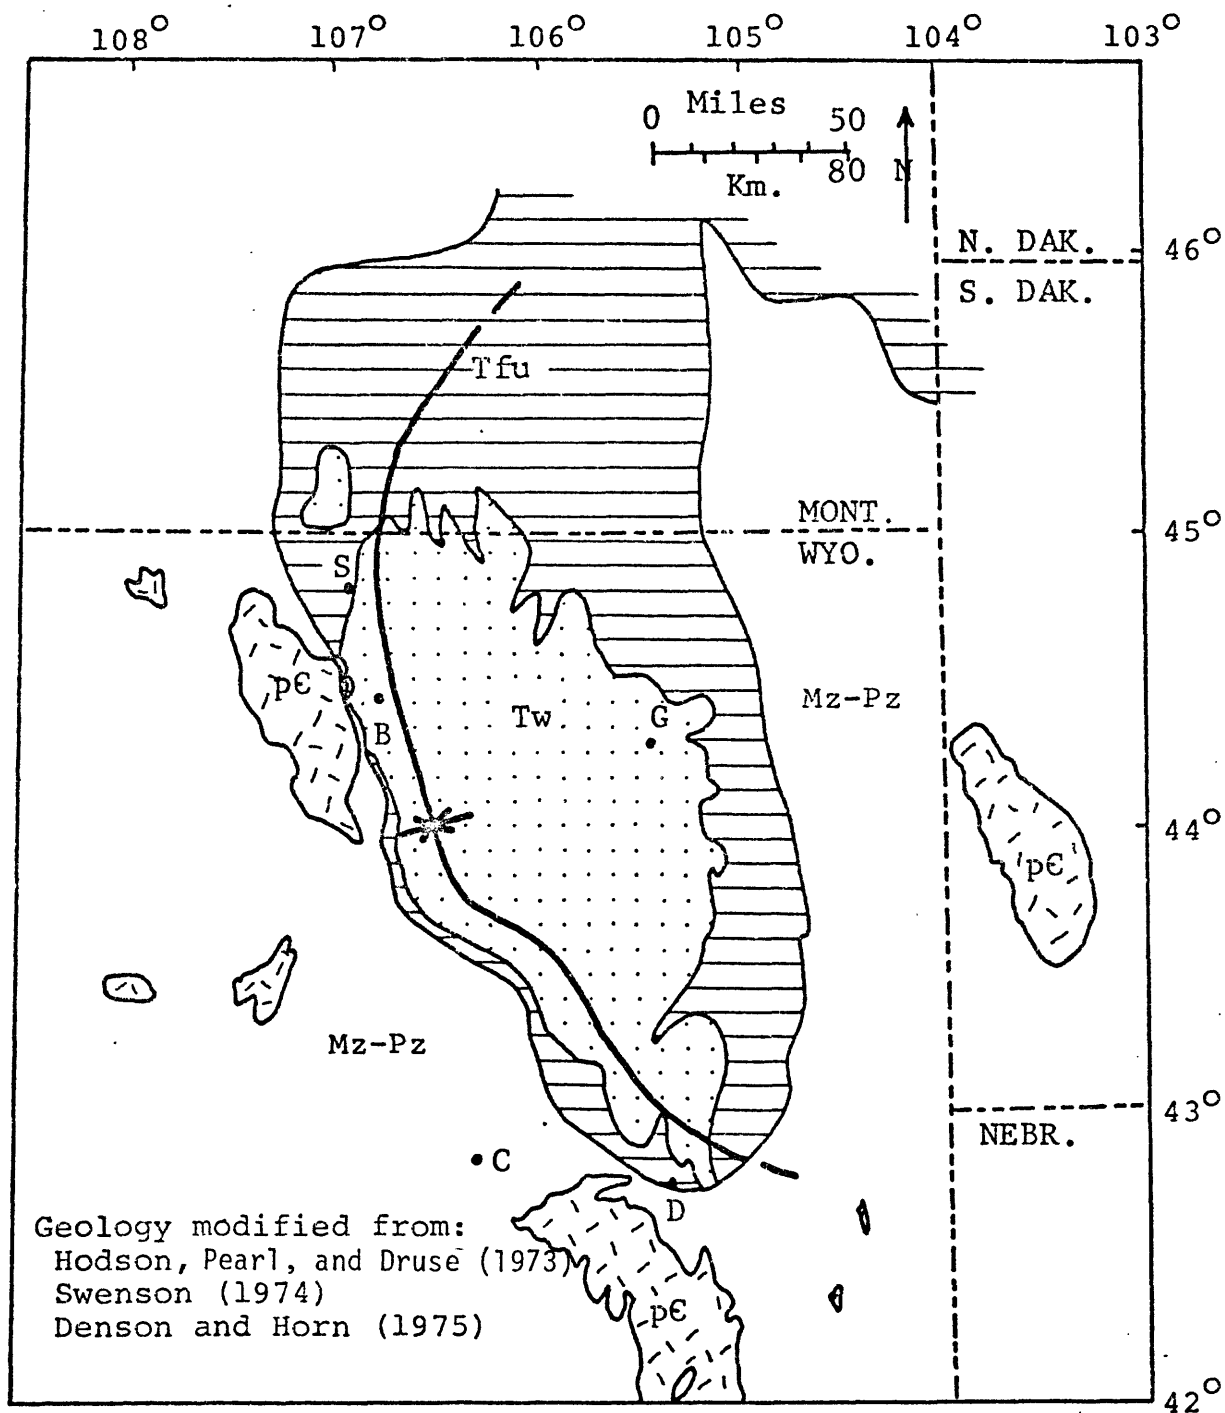 108° 107° 106° 105° 104° 103°
Miles
0 50
80 N
Km.
N. DAK.
46°
S. DAK.
Tfu
MONT.
45°
WYO.
S
pЄ
Mz-Pz
Tw
G
B
44°
pЄ
Mz-Pz
43°
NEBR.
C
D
Geology modified from:
Hodson, Pearl, and Druse (1973)
Swenson (1974)
Denson and Horn (1975)
pЄ
42°